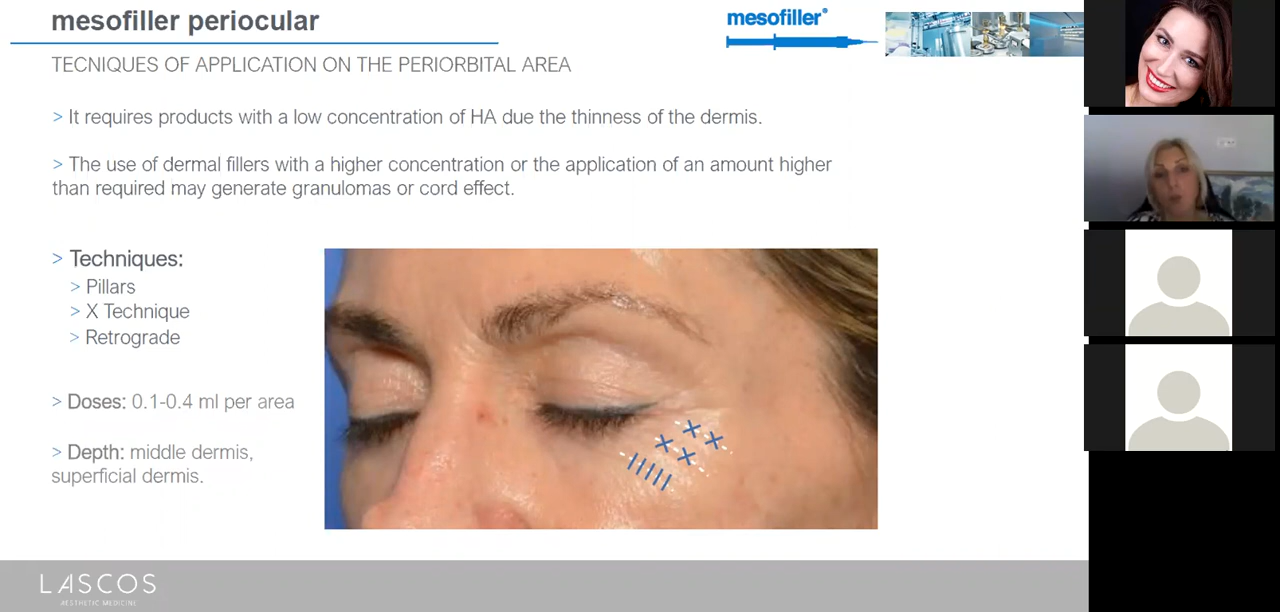 mesofiller periocular
mesofiller®
TECNIQUES OF APPLICATION ON THE PERIORBITAL AREA
> It requires products with a low concentration of HA due the thinness of the dermis.
> The use of dermal fillers with a higher concentration or the application of an amount higher
than required may generate granulomas or cord effect.
> Techniques:
> Pillars
> X Technique
> Retrograde
> Doses: 0.1-0.4 ml per area
> Depth: middle dermis,
superficial dermis.
LASCOS
AESTHETIC MEDICINE